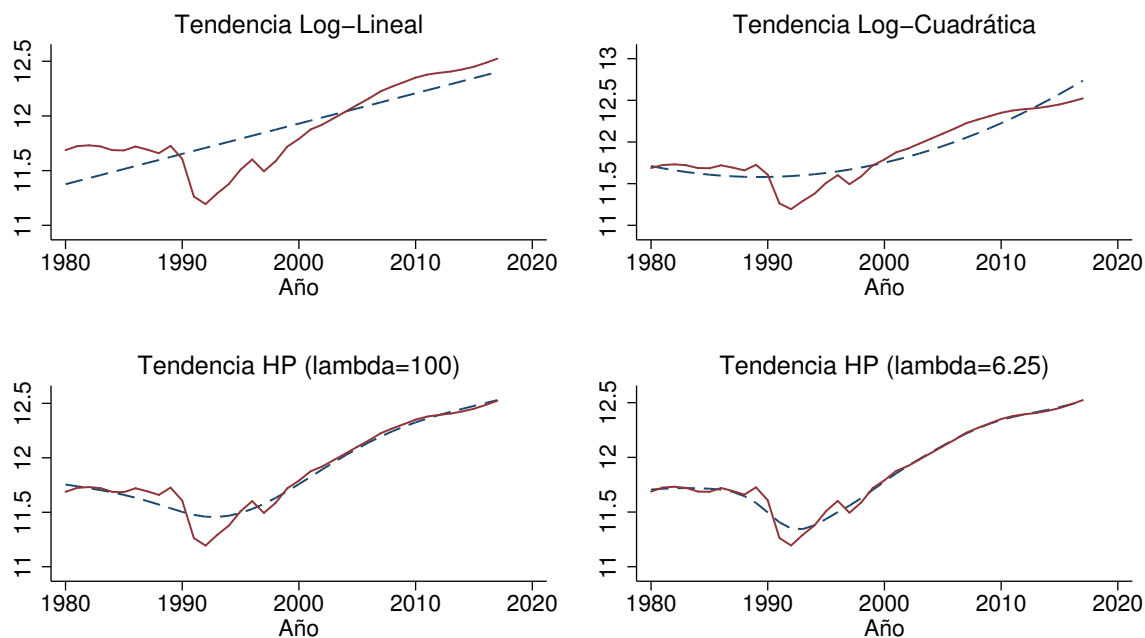 Tendencia Log−Lineal
12.5
12
11.5
11
1980 1990 2000 2010 2020
Año
Tendencia Log−Cuadrática
13
12.5
12
11.5
11
1980 1990 2000 2010 2020
Año
Tendencia HP (lambda=100)
12.5
12
11.5
11
1980 1990 2000 2010 2020
Año
Tendencia HP (lambda=6.25)
12.5
12
11.5
11
1980 1990 2000 2010 2020
Año